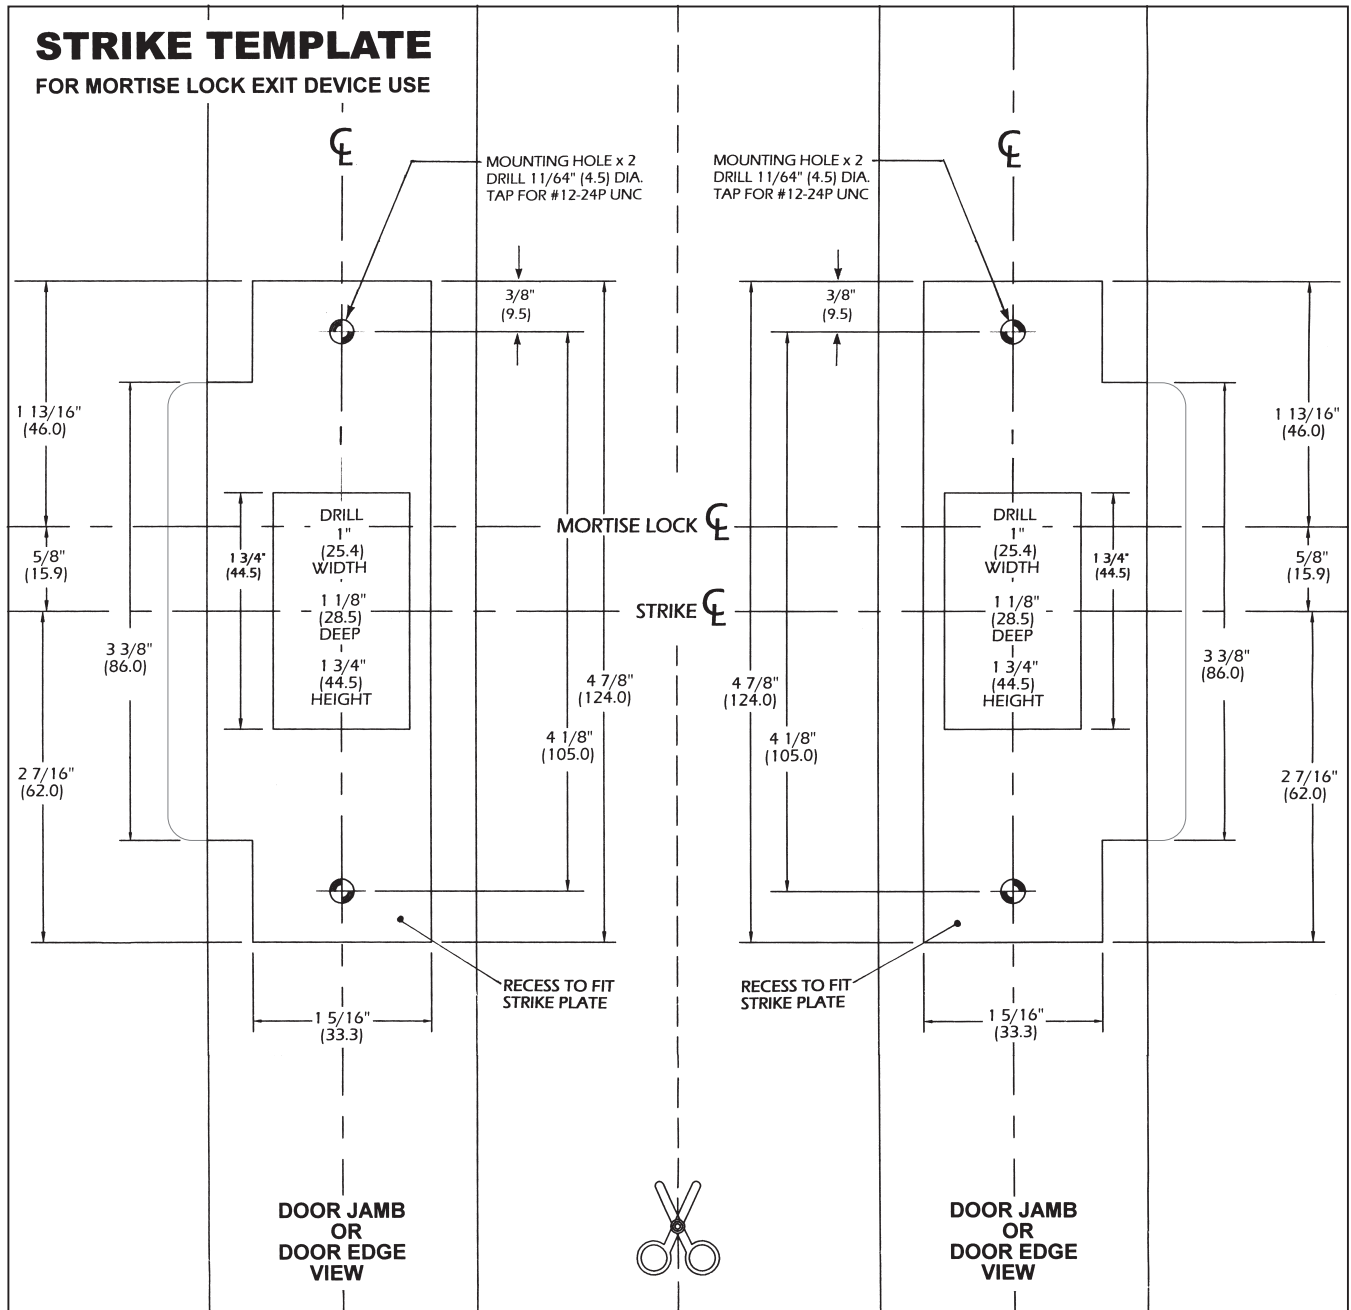 STRIKE TEMPLATE
FOR MORTISE LOCK EXIT DEVICE USE
℄
℄
MOUNTING HOLE x 2
DRILL 11/64" (4.5) DIA.
TAP FOR #12-24P UNC
MOUNTING HOLE x 2
DRILL 11/64" (4.5) DIA.
TAP FOR #12-24P UNC
3/8"
(9.5)
3/8"
(9.5)
1 13/16"
(46.0)
1 13/16"
(46.0)
MORTISE LOCK ℄
STRIKE ℄
5/8"
(15.9)
1 3/4"
(44.5)
DRILL
1"
(25.4)
WIDTH
1 1/8"
(28.5)
DEEP
1 3/4"
(44.5)
HEIGHT
DRILL
1"
(25.4)
WIDTH
1 1/8"
(28.5)
DEEP
1 3/4"
(44.5)
HEIGHT
1 3/4"
(44.5)
5/8"
(15.9)
3 3/8"
(86.0)
4 7/8"
(124.0)
4 7/8"
(124.0)
3 3/8"
(86.0)
4 1/8"
(105.0)
4 1/8"
(105.0)
2 7/16"
(62.0)
2 7/16"
(62.0)
RECESS TO FIT
STRIKE PLATE
RECESS TO FIT
STRIKE PLATE
1 5/16"
(33.3)
1 5/16"
(33.3)
DOOR JAMB
OR
DOOR EDGE
VIEW
DOOR JAMB
OR
DOOR EDGE
VIEW